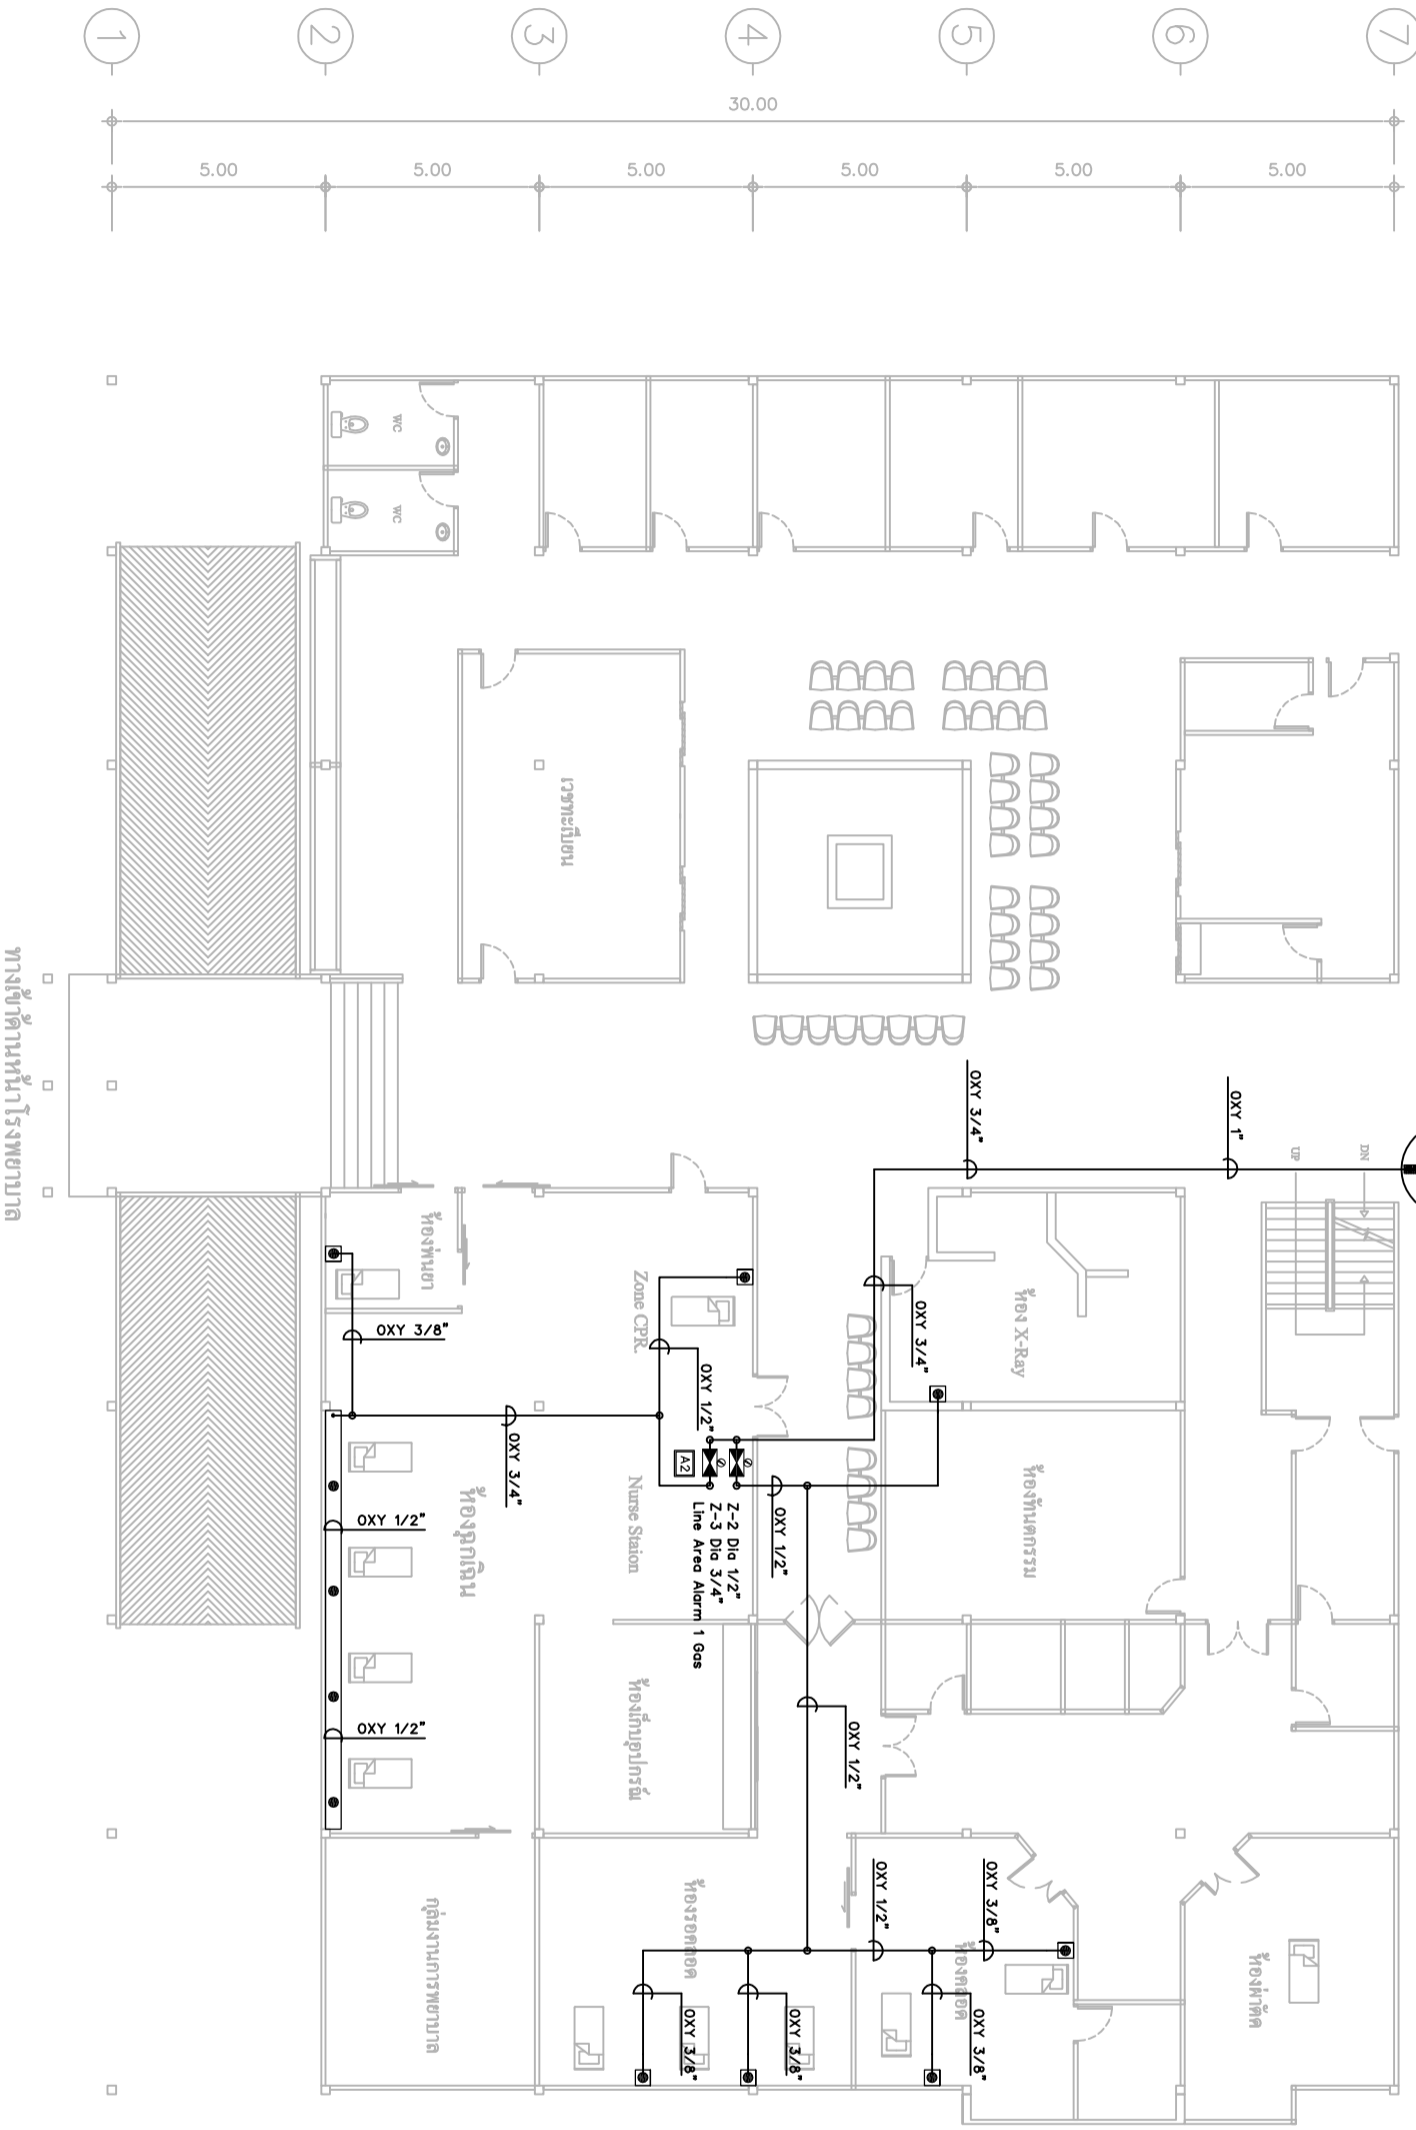 1
2
3
4
5
6
7
30.00
5.00
5.00
5.00
5.00
5.00
5.00
WC
WC
เวชทะเบียน
ทางเข้าด้านหน้าโรงพยาบาล
OXY 3/4"
OXY 1"
UP
DN
ห้องพ่นยา
Zone CPR.
ห้อง X-Ray
OXY 3/8"
OXY 3/4"
OXY 1/2"
OXY 3/4"
A2
Z-2 Dia 1/2"
Z-3 Dia 3/4"
Line Area Alarm 1 Gas
OXY 1/2"
Nurse Staion
ห้องฉุกเฉิน
ห้องทันตกรรม
OXY 1/2"
OXY 1/2"
ห้องเก็บอุปกรณ์
OXY 1/2"
OXY 1/2"
OXY 3/8"
กลุ่มงานการพยาบาล
ห้องรอคลอด
ห้องคลอด
ห้องผ่าตัด
OXY 3/8"
OXY 3/8"
OXY 3/8"